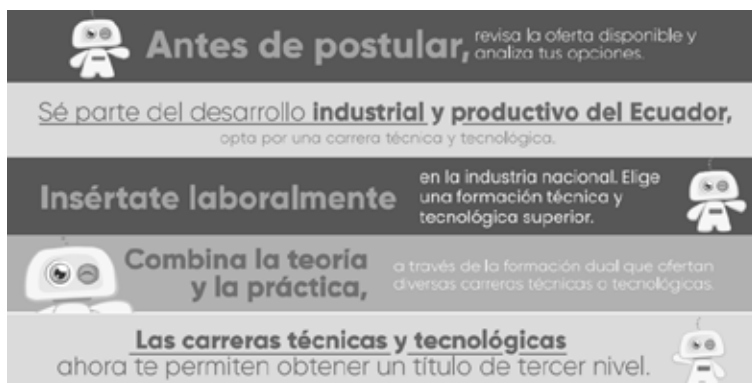 Antes de postular, revisa la oferta disponible y
analiza tus opciones.
Sé parte del desarrollo industrial y productivo del Ecuador,
opta por una carrera técnica y tecnológica.
Insértate laboralmente
en la industria nacional. Elige
una formación técnica y
tecnológica superior.
Combina la teoría
y la práctica,
a través de la formación dual que ofertan
diversas carreras técnicas o tecnológicas.
Las carreras técnicas y tecnológicas
ahora te permiten obtener un título de tercer nivel.